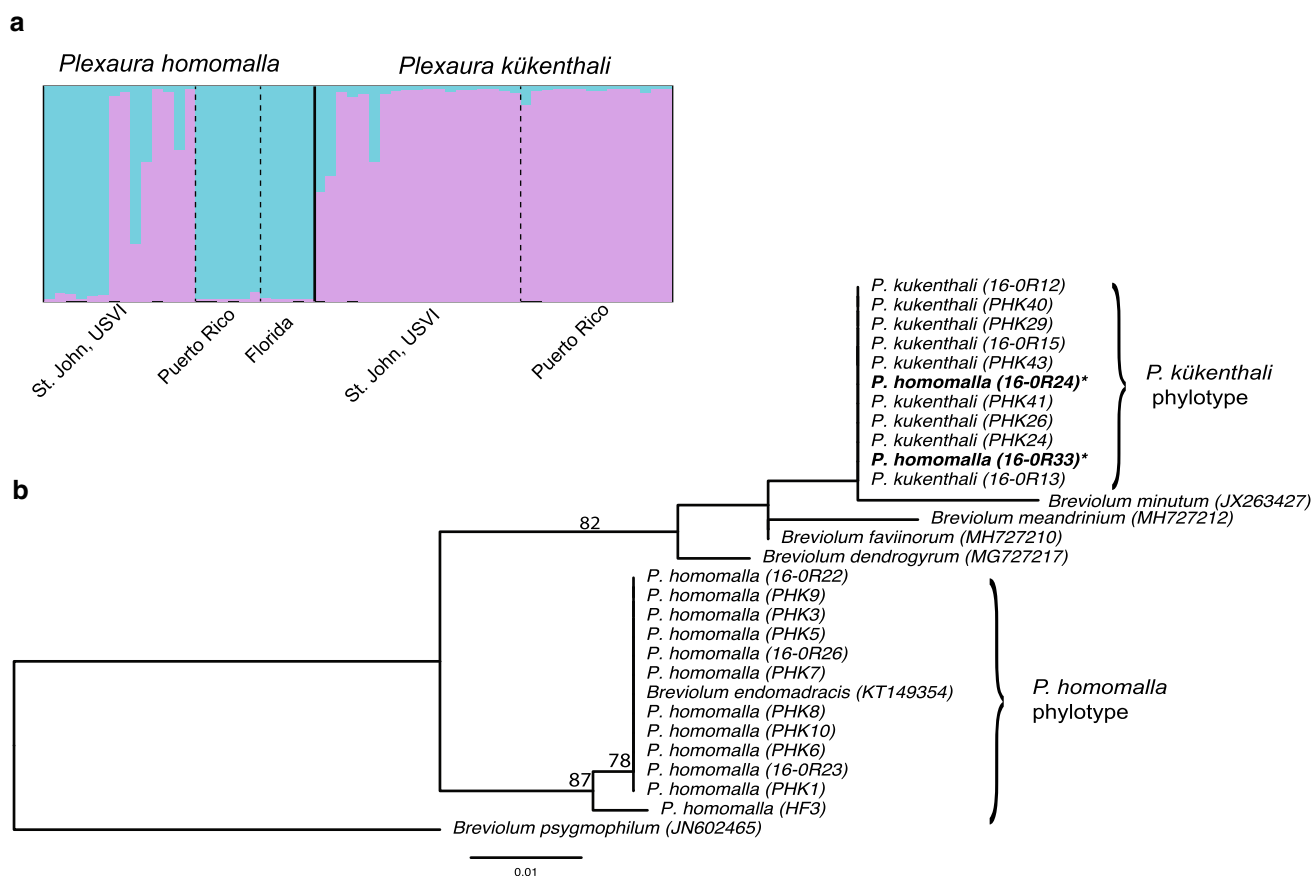 a
Plexaura homomalla
Plexaura kükenthali
St. John, USVI
Puerto Rico
Florida
St. John, USVI
Puerto Rico
b
P. kukenthali (16-0R12)
P. kukenthali (PHK40)
P. kukenthali (PHK29)
P. kukenthali (16-0R15)
P. kukenthali (PHK43)
P. homomalla (16-0R24)*
P. kukenthali (PHK41)
P. kukenthali (PHK26)
P. kukenthali (PHK24)
P. homomalla (16-0R33)*
P. kukenthali (16-0R13)
P. kükenthali
phylotype
Breviolum minutum (JX263427)
Breviolum meandrinium (MH727212)
Breviolum faviinorum (MH727210)
Breviolum dendrogyrum (MG727217)
82
P. homomalla (16-0R22)
P. homomalla (PHK9)
P. homomalla (PHK3)
P. homomalla (PHK5)
P. homomalla (16-0R26)
P. homomalla (PHK7)
Breviolum endomadracis (KT149354)
P. homomalla (PHK8)
P. homomalla (PHK10)
P. homomalla (PHK6)
P. homomalla (16-0R23)
P. homomalla (PHK1)
P. homomalla (HF3)
78
87
P. homomalla
phylotype
Breviolum psygmophilum (JN602465)
0.01